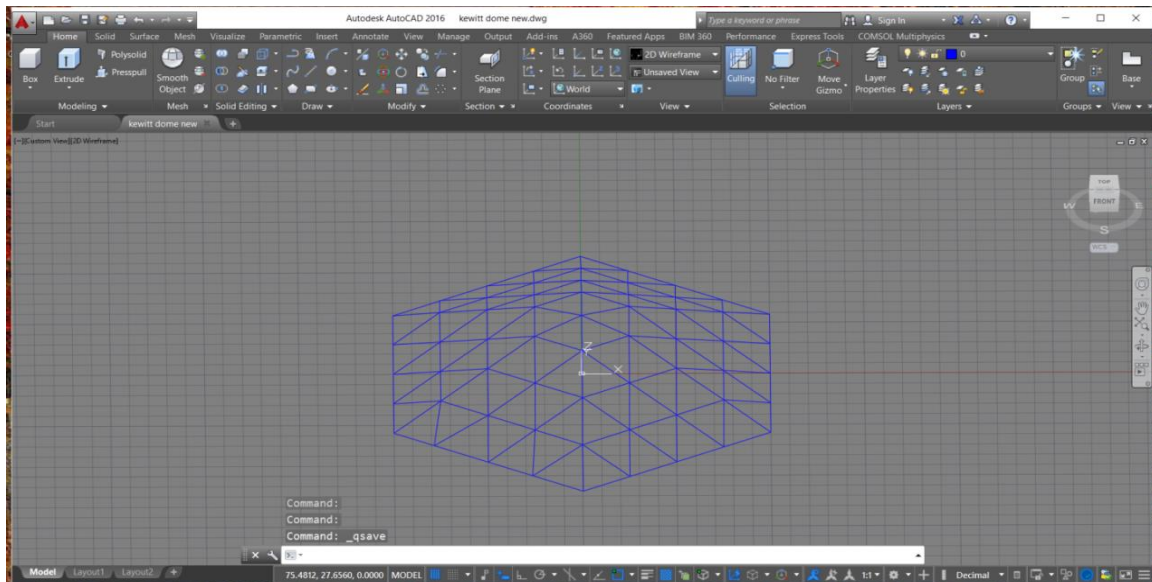 Autodesk AutoCAD 2016 kewitt dome new.dwg
Type a keyword or phrase
Sign In
Home Solid Surface Mesh Visualize Parametric Insert Annotate View Manage Output Add-ins A360 Featured Apps BIM 360 Performance Express Tools COMSOL Multiphysics
Box
Extrude
Polysolid
Presspull
Smooth
Object
Section
Plane
World
2D Wireframe
Unsaved View
Culling
No Filter
Move
Gizmo
Layer
Properties
0
Group
Base
Modeling Mesh Solid Editing Draw Modify Section Coordinates View Selection Layers Groups View
Start
kewitt dome new
[−][Custom View][2D Wireframe]
TOP
FRONT
W
E
S
WCS
Z
X
Command:
Command:
Command: _qsave
Model Layout1 Layout2 +
75.4812, 27.6560, 0.0000 MODEL
1:1
Decimal